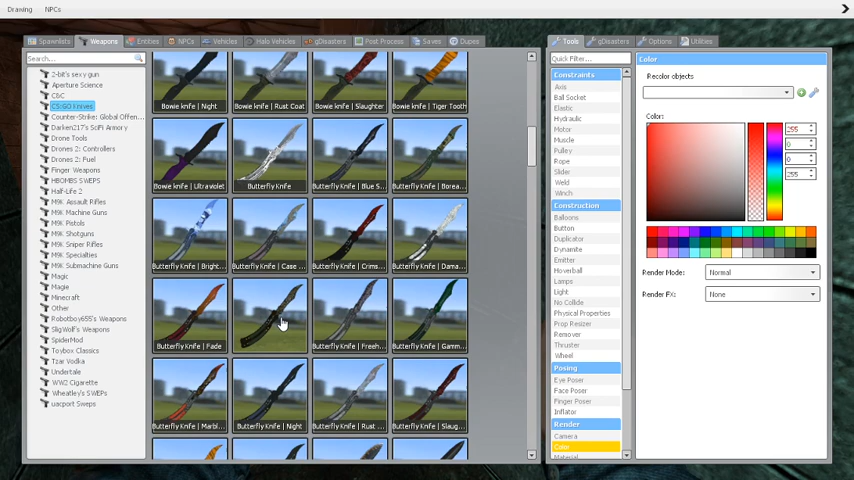 Drawing NPCs
Spawnlists Weapons Entities NPCs Vehicles Halo Vehicles gDisasters Post Process Saves Dupes
Search...
2-bit's sexy gun
Aperture Science
C&C
CS:GO Knives
Counter-Strike: Global Offen...
Darken217's SciFi Armory
Drone Tools
Drones 2: Controllers
Drones 2: Fuel
Finger Weapons
HBOMBS SWEPS
Half-Life 2
M9K Assault Rifles
M9K Machine Guns
M9K Pistols
M9K Shotguns
M9K Sniper Rifles
M9K Specialties
M9K Submachine Guns
Magic
Magie
Minecraft
Other
Robotboy655's Weapons
SligWolf's Weapons
SpiderMod
Toybox Classics
Tzar Vodka
Undertale
WW2 Cigarette
Wheatley's SWEPs
uacport Sweps
Bowie knife | Night
Bowie knife | Rust Coat
Bowie knife | Slaughter
Bowie knife | Tiger Tooth
Bowie knife | Ultraviolet
Butterfly Knife
Butterfly Knife | Blue S...
Butterfly Knife | Borea...
Butterfly Knife | Bright...
Butterfly Knife | Case ...
Butterfly Knife | Crims...
Butterfly Knife | Dama...
Butterfly Knife | Fade
Butterfly Knife | Freeh...
Butterfly Knife | Gamm...
Butterfly Knife | Marbl...
Butterfly Knife | Night
Butterfly Knife | Rust ...
Butterfly Knife | Slaug...
Tools gDisasters Options Utilities
Quick Filter...
Constraints
Axis
Ball Socket
Elastic
Hydraulic
Motor
Muscle
Pulley
Rope
Slider
Weld
Winch
Construction
Balloons
Button
Duplicator
Dynamite
Emitter
Hoverball
Lamps
Light
No Collide
Physical Properties
Prop Resizer
Remover
Thruster
Wheel
Posing
Eye Poser
Face Poser
Finger Poser
Inflator
Render
Camera
Color
Material
Color
Recolor objects
Color:
255
0
0
255
Render Mode: Normal
Render FX: None